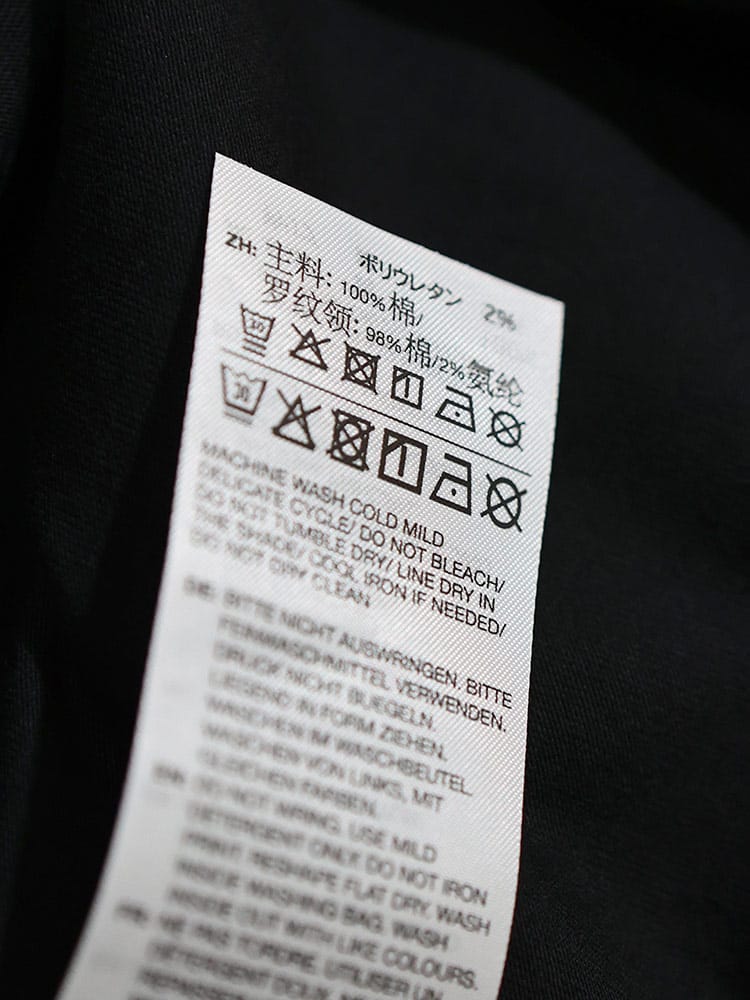 ポリウレタン 2%
ZH: 主料: 100%棉/
罗纹领: 98%棉/2%氨纶
30
30
MACHINE WASH COLD MILD
DELICATE CYCLE/ DO NOT BLEACH/
DO NOT TUMBLE DRY/ LINE DRY IN
THE SHADE/ COOL IRON IF NEEDED/
DO NOT DRY CLEAN
DE: BITTE NICHT AUSWRINGEN. BITTE
FEINWASCHMITTEL VERWENDEN.
DRUCK NICHT BUEGELN.
LIEGEND IN FORM ZIEHEN.
WASCHEN IM WASCHBEUTEL.
WASCHEN VON LINKS, MIT
GLEICHEN FARBEN.
EN: DO NOT WRING. USE MILD
DETERGENT ONLY. DO NOT IRON
PRINT. RESHAPE FLAT DRY. WASH
INSIDE WASHING BAG. WASH
INSIDE OUT WITH LIKE COLOURS.
FR: NE PAS TORDRE. UTILISER UN
DETERGENT DOUX.